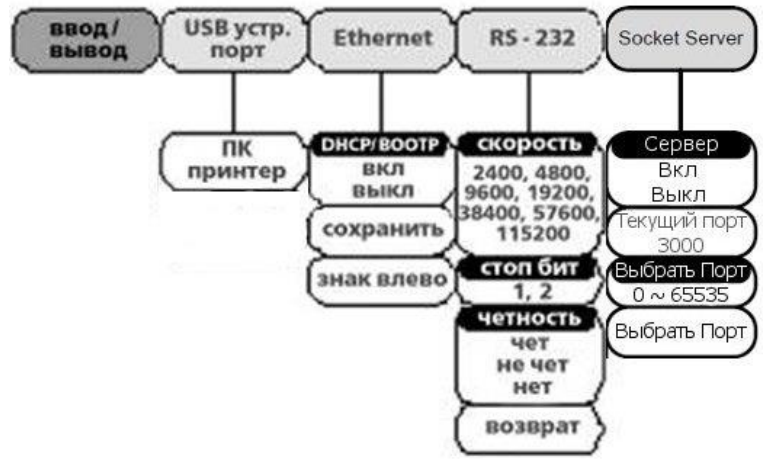 ввод/
вывод
USB устр.
порт
Ethernet
RS - 232
Socket Server
ПК
принтер
DHCP/BOOTP
вкл
выкл
сохранить
знак влево
скорость
2400, 4800,
9600, 19200,
38400, 57600,
115200
стоп бит
1, 2
четность
чет
не чет
нет
возврат
Сервер
Вкл
Выкл
Текущий порт
3000
Выбрать Порт
0 ~ 65535
Выбрать Порт